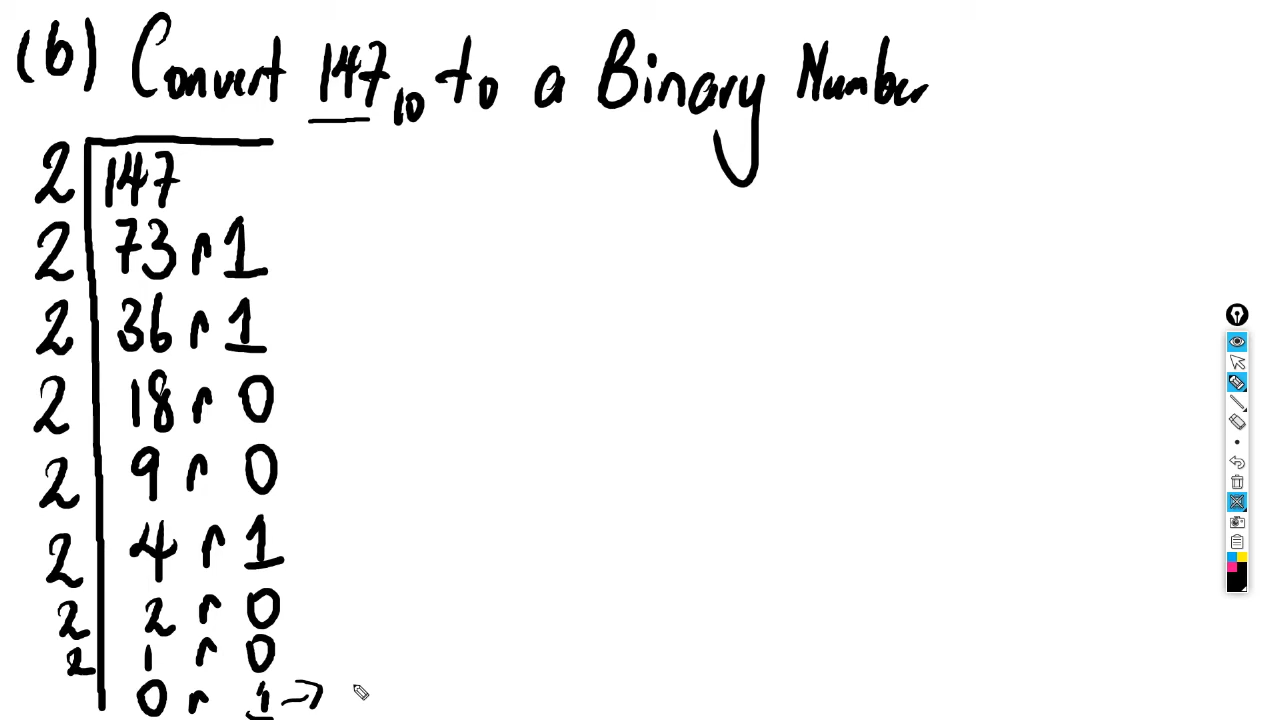 (b) Convert 147₁₀ to a Binary Number
2 147
2 73 r 1
2 36 r 1
2 18 r 0
2 9 r 0
2 4 r 1
2 2 r 0
2 1 r 0
0 r 1 →